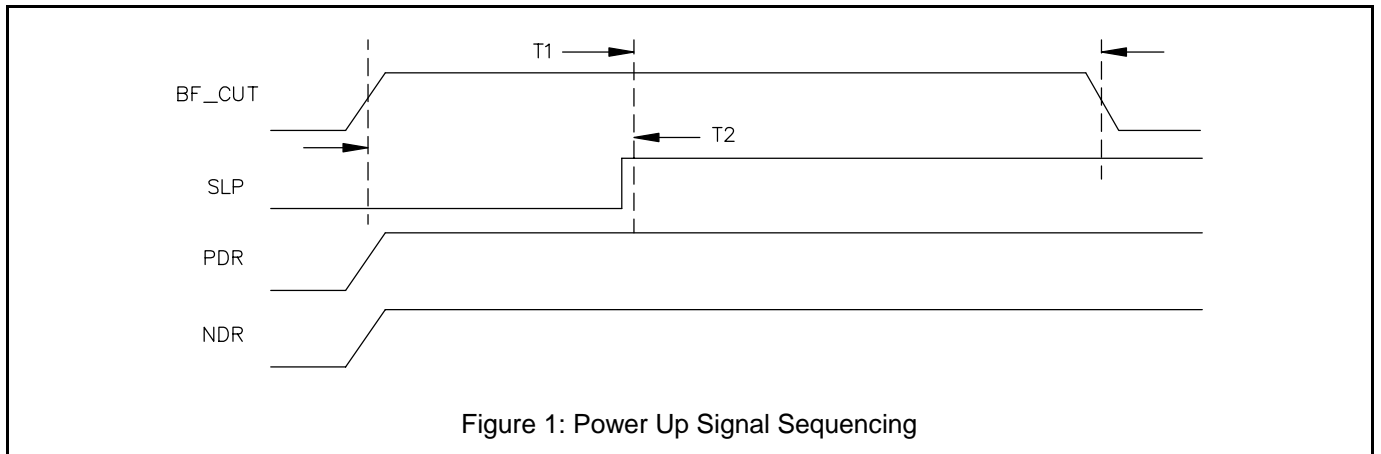 T1
BF_CUT
T2
SLP
PDR
NDR
Figure 1: Power Up Signal Sequencing